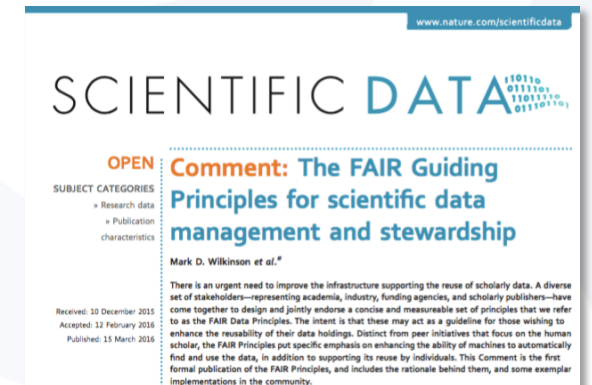 www.nature.com/scientificdata
SCIENTIFIC DATA
110110
011101
11011110
011101101
OPEN
SUBJECT CATEGORIES
» Research data
» Publication
characteristics
Received: 10 December 2015
Accepted: 12 February 2016
Published: 15 March 2016
Comment: The FAIR Guiding
Principles for scientific data
management and stewardship
Mark D. Wilkinson et al.#
There is an urgent need to improve the infrastructure supporting the reuse of scholarly data. A diverse
set of stakeholders—representing academia, industry, funding agencies, and scholarly publishers—have
come together to design and jointly endorse a concise and measureable set of principles that we refer
to as the FAIR Data Principles. The intent is that these may act as a guideline for those wishing to
enhance the reusability of their data holdings. Distinct from peer initiatives that focus on the human
scholar, the FAIR Principles put specific emphasis on enhancing the ability of machines to automatically
find and use the data, in addition to supporting its reuse by individuals. This Comment is the first
formal publication of the FAIR Principles, and includes the rationale behind them, and some exemplar
implementations in the community.